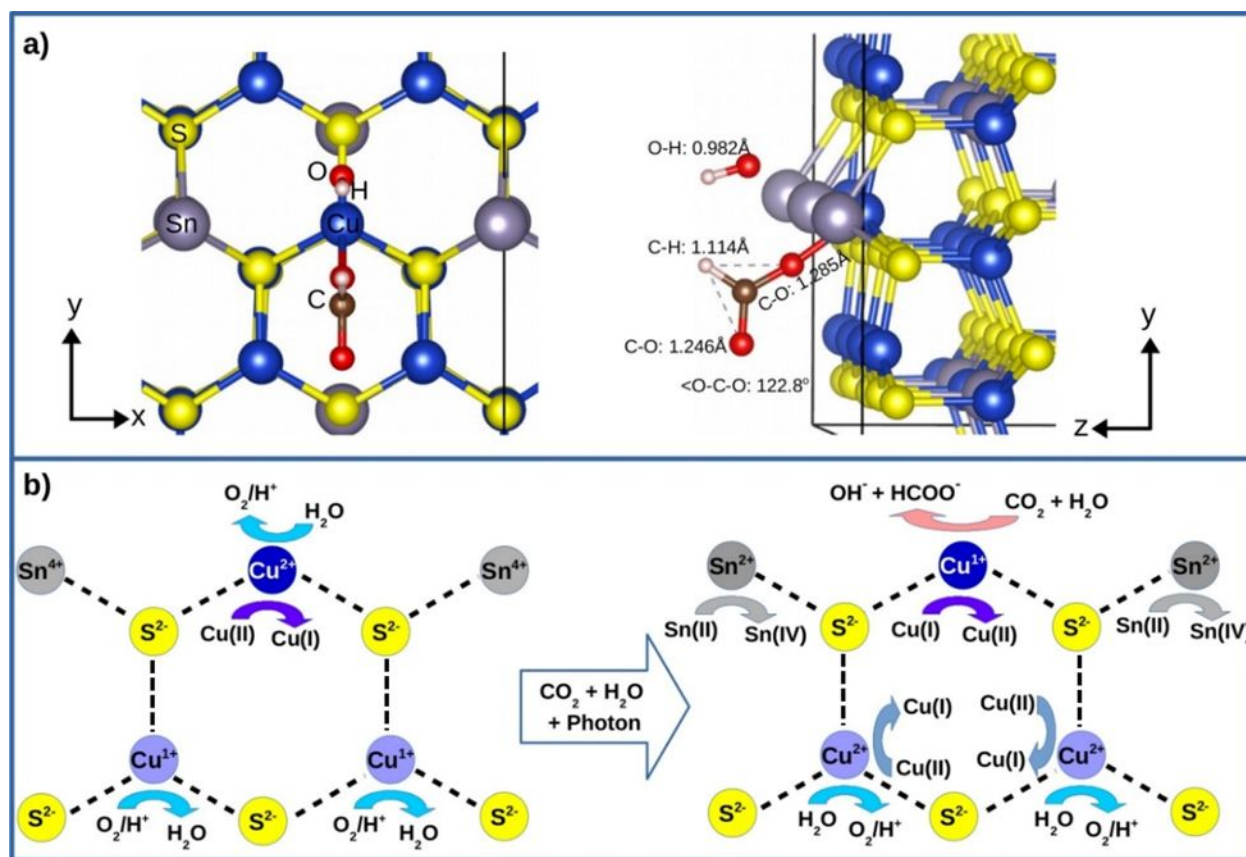 a)
S
O
H
Sn
Cu
C
y
x
O-H: 0.982Å
C-H: 1.114Å
C-O: 1.285Å
C-O: 1.246Å
<O-C-O: 122.8°
y
z
b)
O₂/H⁺
H₂O
Sn⁴⁺
Cu²⁺
Sn⁴⁺
Cu(II)
Cu(I)
S²⁻
S²⁻
Cu¹⁺
Cu¹⁺
S²⁻
O₂/H⁺
H₂O
S²⁻
O₂/H⁺
H₂O
S²⁻
CO₂ + H₂O
+ Photon
OH⁻ + HCOO⁻
CO₂ + H₂O
Sn²⁺
Cu¹⁺
Sn²⁺
Sn(II)
Sn(IV)
S²⁻
Cu(I)
Cu(II)
S²⁻
Sn(II)
Sn(IV)
Cu(I)
Cu(II)
Cu²⁺
Cu(II)
Cu(I)
Cu²⁺
S²⁻
H₂O
O₂/H⁺
S²⁻
H₂O
O₂/H⁺
S²⁻